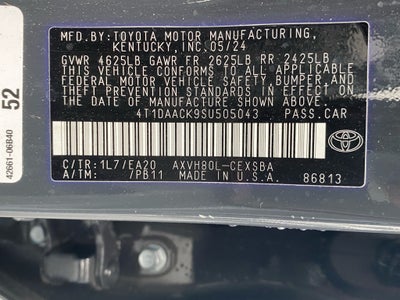 MFD.BY:TOYOTA MOTOR MANUFACTURING,
KENTUCKY, INC. 05/24
GVWR 4625LB GAWR FR 2625LB RR 2425LB
THIS VEHICLE CONFORMS TO ALL APPLICABLE
FEDERAL MOTOR VEHICLE SAFETY BUMPER AND
THEFT PREVENTION STANDARDS IN EFFECT ON
THE DATE OF MANUFACTURE SHOWN ABOVE.
4T1DAACK9SU505043 PASS.CAR
C/TR:1L7/EA20 AXVH80L-CEXSBA
A/TM: /PB11 MADE IN U.S.A. 86813
TOYOTA
52
42661-06B40